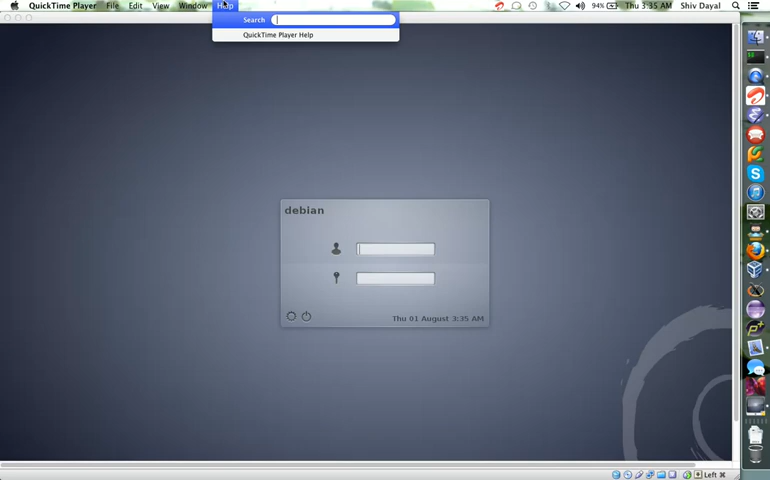 QuickTime Player File Edit View Window Help 94% Thu 3:35 AM Shiv Dayal
Search
QuickTime Player Help
debian
Thu 01 August 3:35 AM
Left ⌘